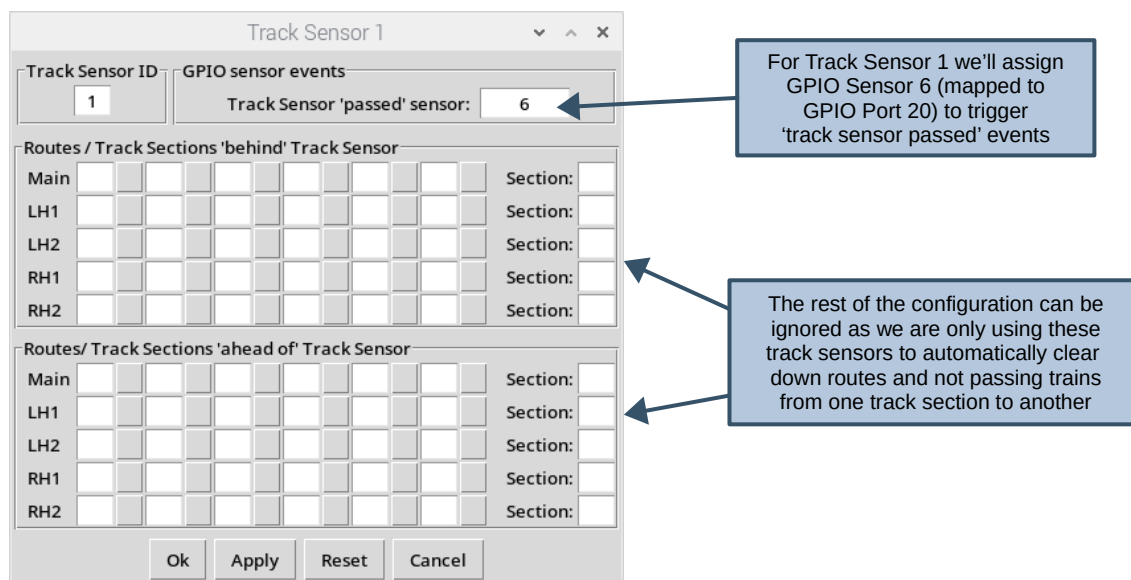 Track Sensor 1
Track Sensor ID
GPIO sensor events
1
Track Sensor 'passed' sensor:
6
Routes / Track Sections 'behind' Track Sensor
Main
Section:
LH1
Section:
LH2
Section:
RH1
Section:
RH2
Section:
Routes/ Track Sections 'ahead of' Track Sensor
Main
Section:
LH1
Section:
LH2
Section:
RH1
Section:
RH2
Section:
Ok
Apply
Reset
Cancel
For Track Sensor 1 we’ll assign
GPIO Sensor 6 (mapped to
GPIO Port 20) to trigger
‘track sensor passed’ events
The rest of the configuration can be
ignored as we are only using these
track sensors to automatically clear
down routes and not passing trains
from one track section to another